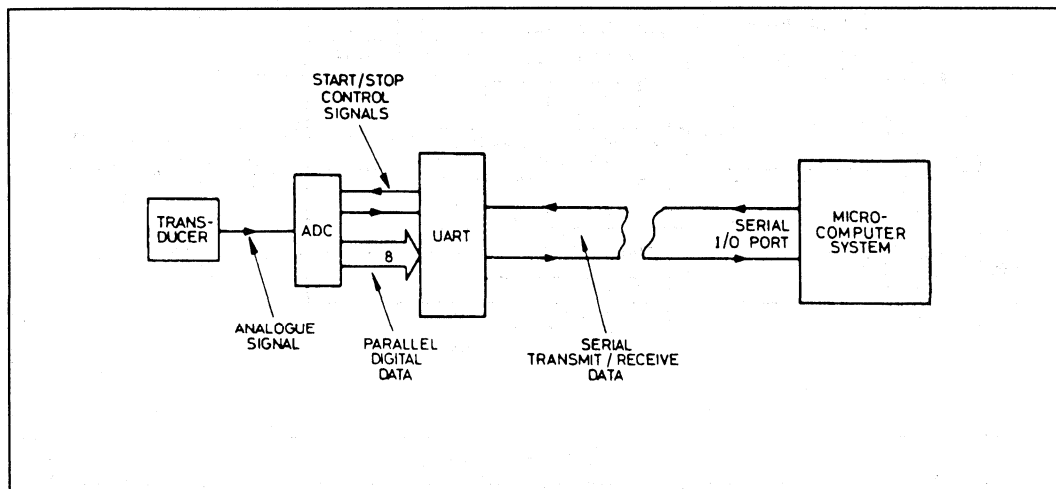 START/STOP
CONTROL
SIGNALS
TRANS-
DUCER
ADC
8
UART
SERIAL
I/O PORT
MICRO-
COMPUTER
SYSTEM
ANALOGUE
SIGNAL
PARALLEL
DIGITAL
DATA
SERIAL
TRANSMIT / RECEIVE
DATA